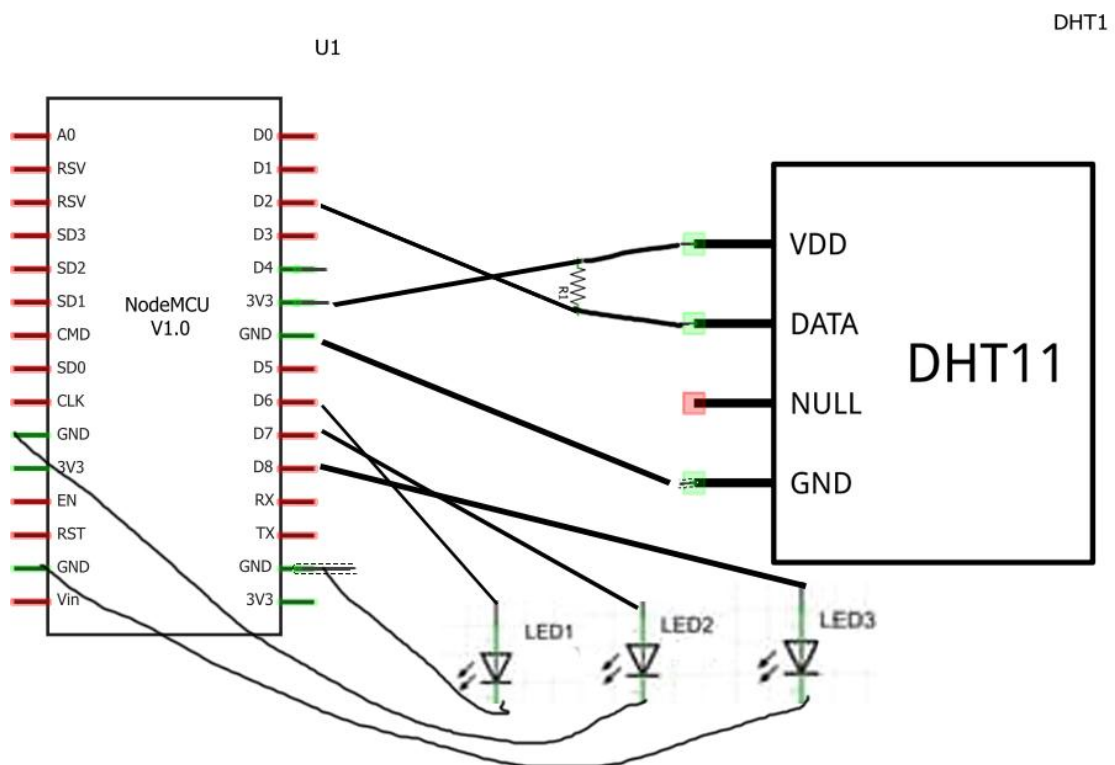 DHT1
U1
A0
RSV
RSV
SD3
SD2
SD1
CMD
SD0
CLK
GND
3V3
EN
RST
GND
Vin
NodeMCU
V1.0
D0
D1
D2
D3
D4
3V3
GND
D5
D6
D7
D8
RX
TX
GND
3V3
R1
VDD
DATA
NULL
GND
DHT11
LED1
LED2
LED3